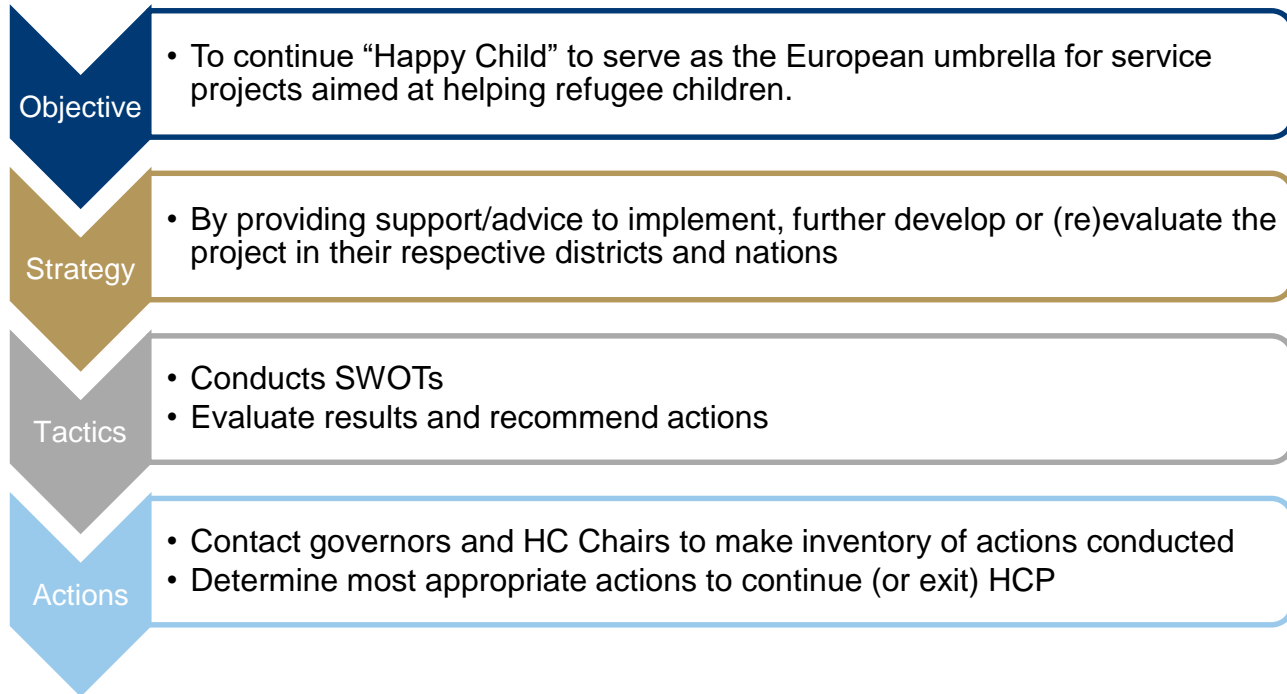 Objective
• To continue “Happy Child” to serve as the European umbrella for service
projects aimed at helping refugee children.
Strategy
• By providing support/advice to implement, further develop or (re)evaluate the
project in their respective districts and nations
Tactics
• Conducts SWOTs
• Evaluate results and recommend actions
Actions
• Contact governors and HC Chairs to make inventory of actions conducted
• Determine most appropriate actions to continue (or exit) HCP